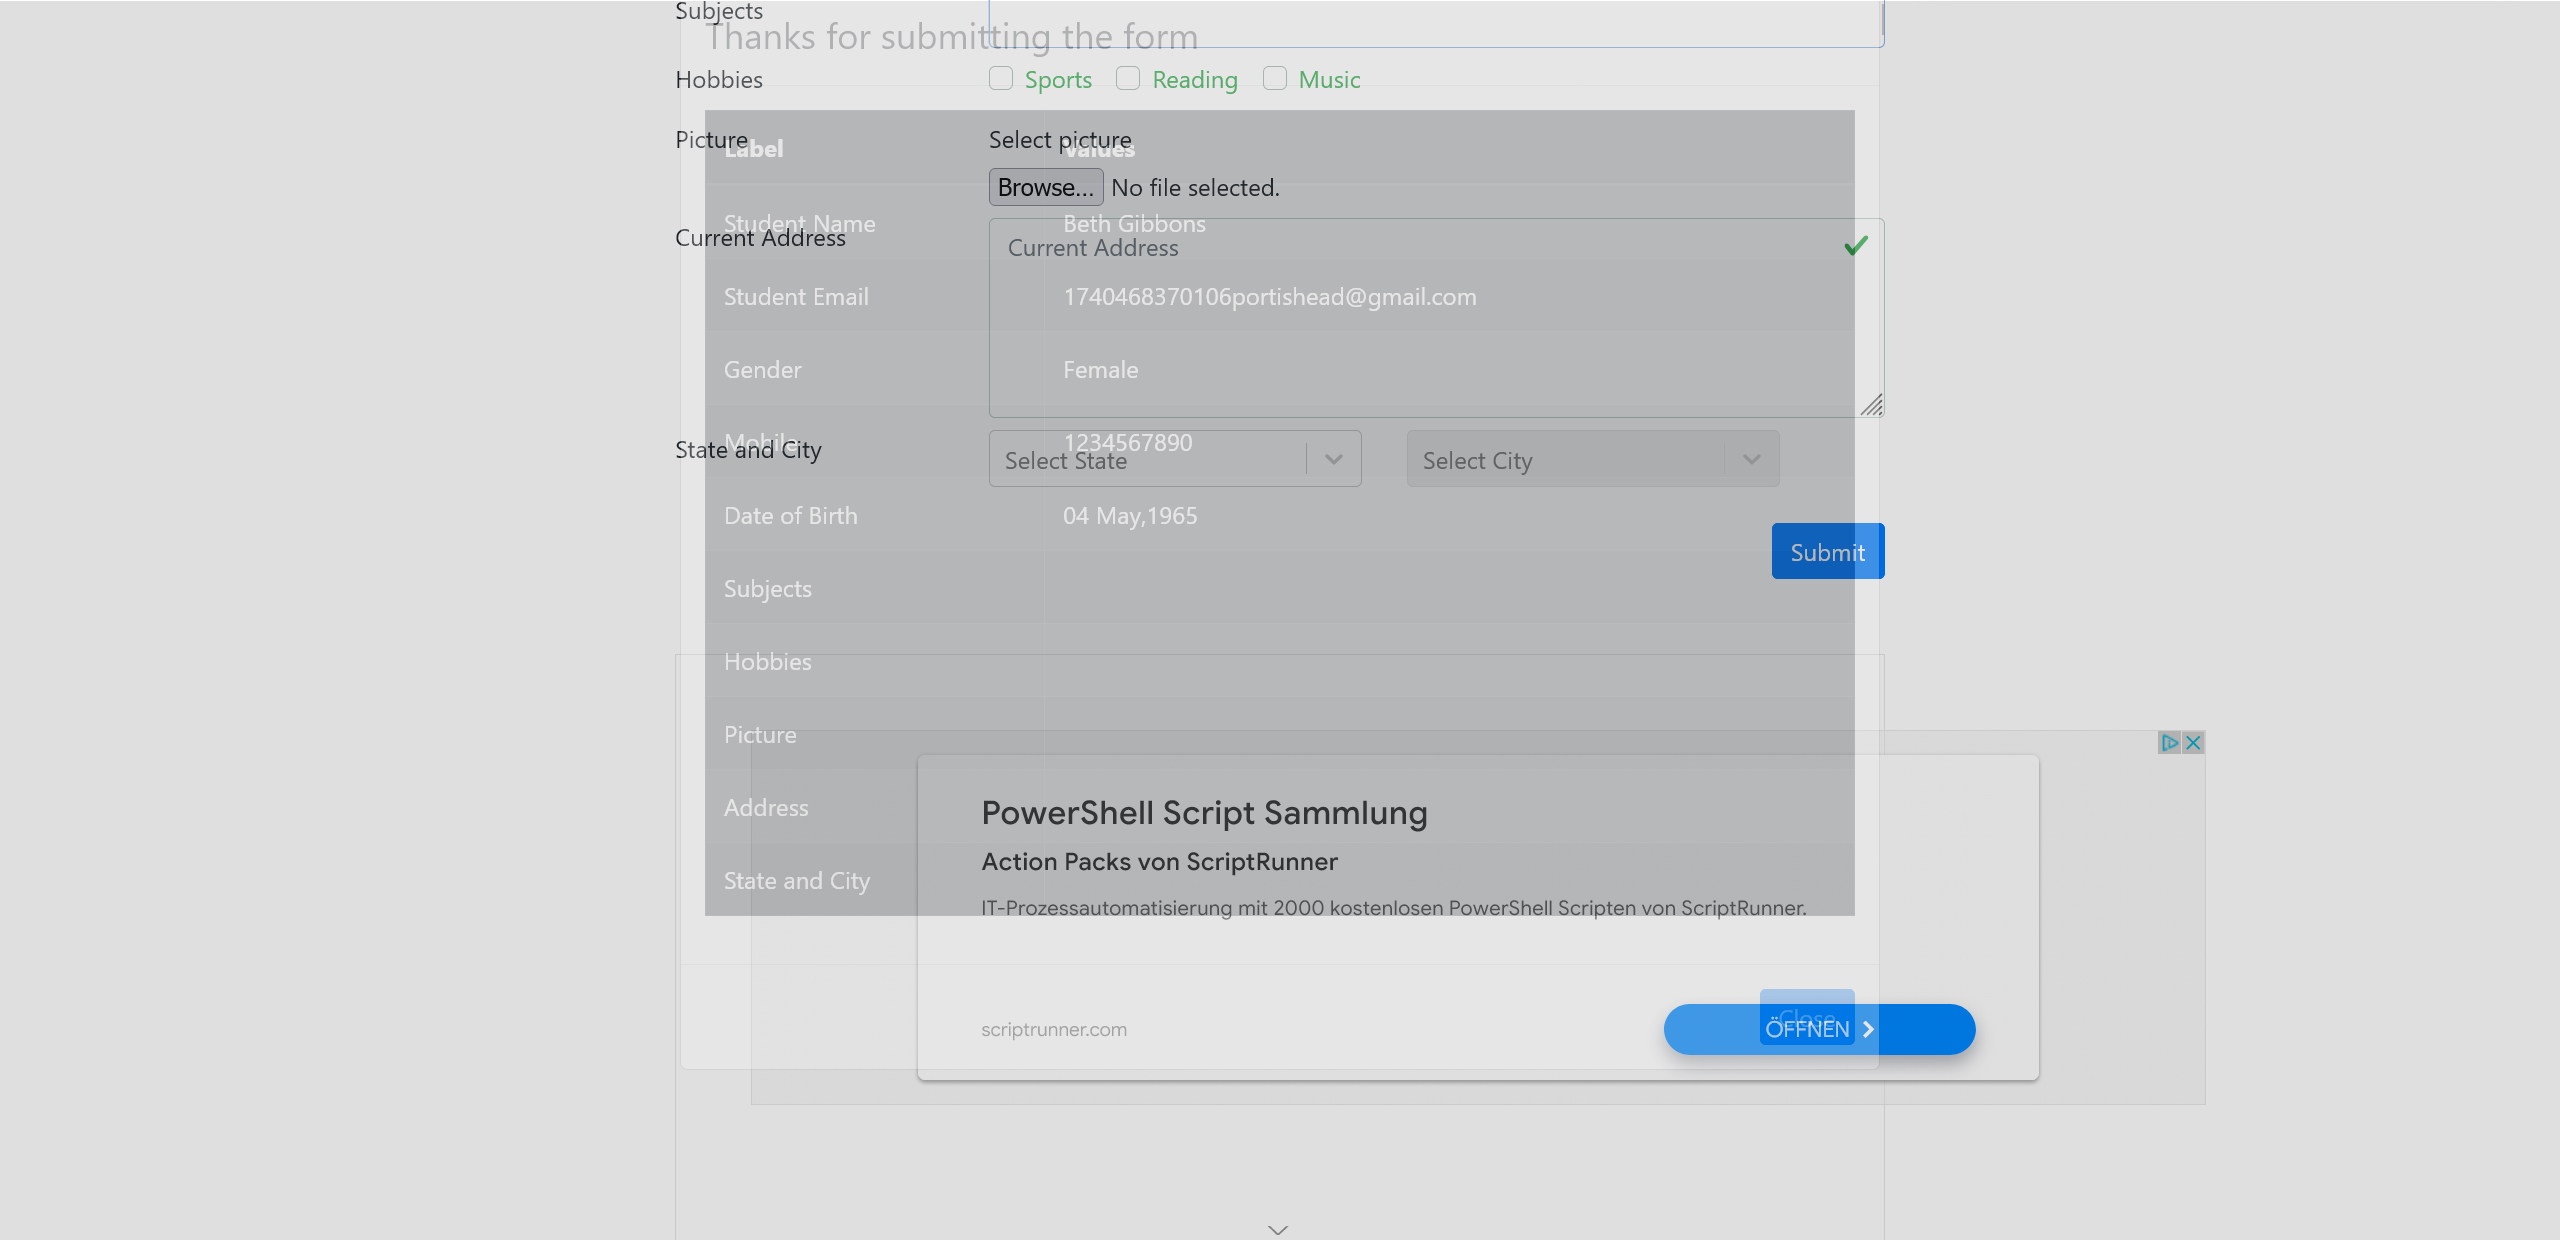 Subjects
Thanks for submitting the form
Hobbies Sports Reading Music
Picture Select picture
Label Values
Browse... No file selected.
Student Name Beth Gibbons
Current Address Current Address
Student Email 1740468370106portishead@gmail.com
Gender Female
Mobile 1234567890
State and City Select State Select City
Date of Birth 04 May,1965
Submit
Subjects
Hobbies
Picture
Address
PowerShell Script Sammlung
Action Packs von ScriptRunner
State and City
IT-Prozessautomatisierung mit 2000 kostenlosen PowerShell Scripten von ScriptRunner.
Close
scriptrunner.com ÖFFNEN